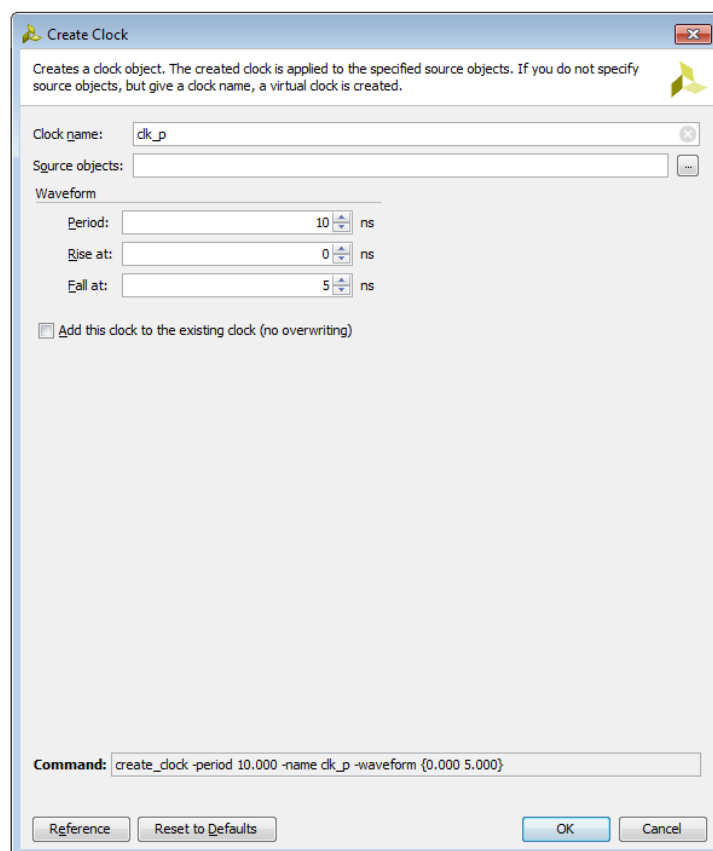 Create Clock
Creates a clock object. The created clock is applied to the specified source objects. If you do not specify
source objects, but give a clock name, a virtual clock is created.
Clock name: clk_p
Source objects: ...
Waveform
Period: 10 ns
Rise at: 0 ns
Fall at: 5 ns
Add this clock to the existing clock (no overwriting)
Command: create_clock -period 10.000 -name clk_p -waveform {0.000 5.000}
Reference Reset to Defaults OK Cancel